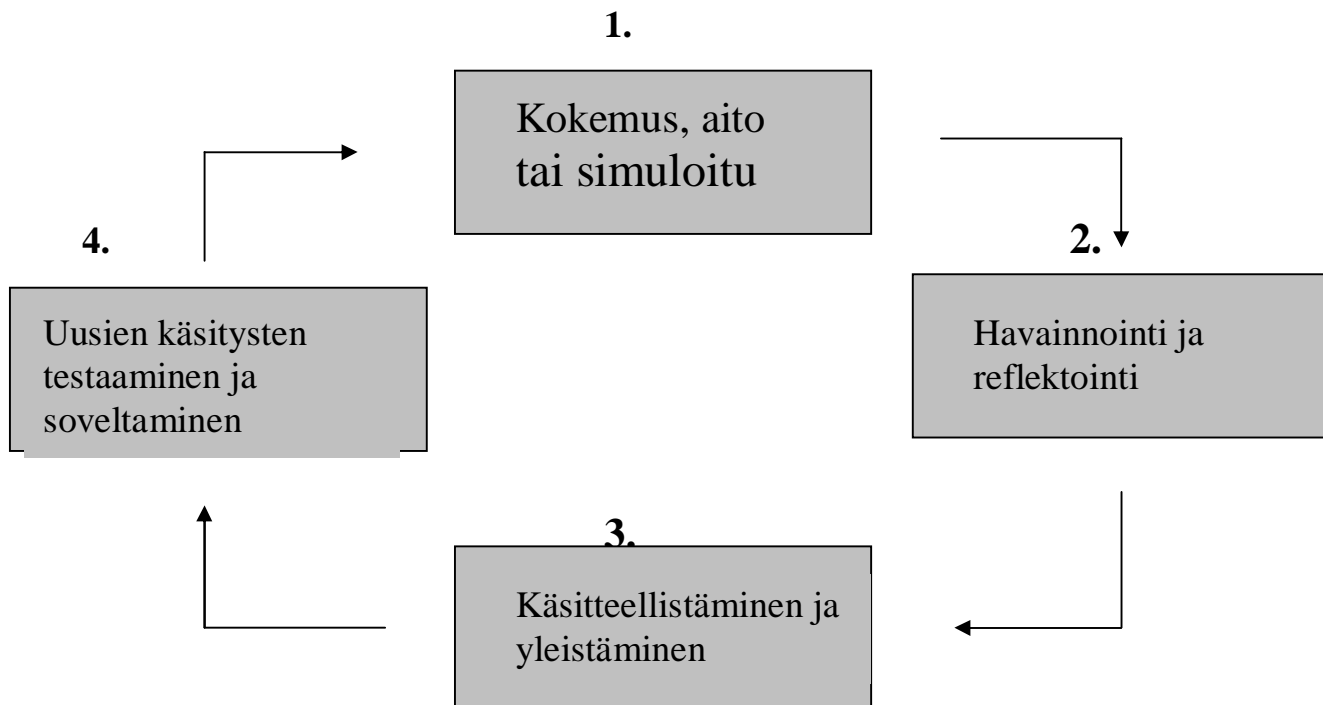 1.
Kokemus, aito
tai simuloitu
2.
Havainnointi ja
reflektointi
3.
Käsitteellistäminen ja
yleistäminen
4.
Uusien käsitysten
testaaminen ja
soveltaminen